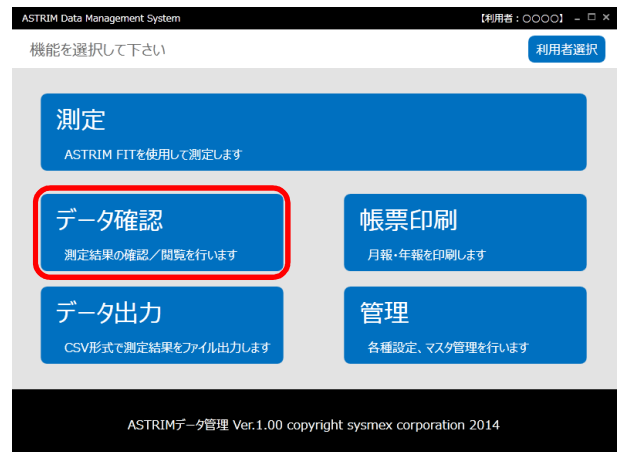 ASTRIM Data Management System 【利用者：○○○○】
機能を選択して下さい 利用者選択
測定
ASTRIM FITを使用して測定します
データ確認 帳票印刷
測定結果の確認／閲覧を行います 月報・年報を印刷します
データ出力 管理
CSV形式で測定結果をファイル出力します 各種設定、マスタ管理を行います
ASTRIMデータ管理 Ver.1.00 copyright sysmex corporation 2014